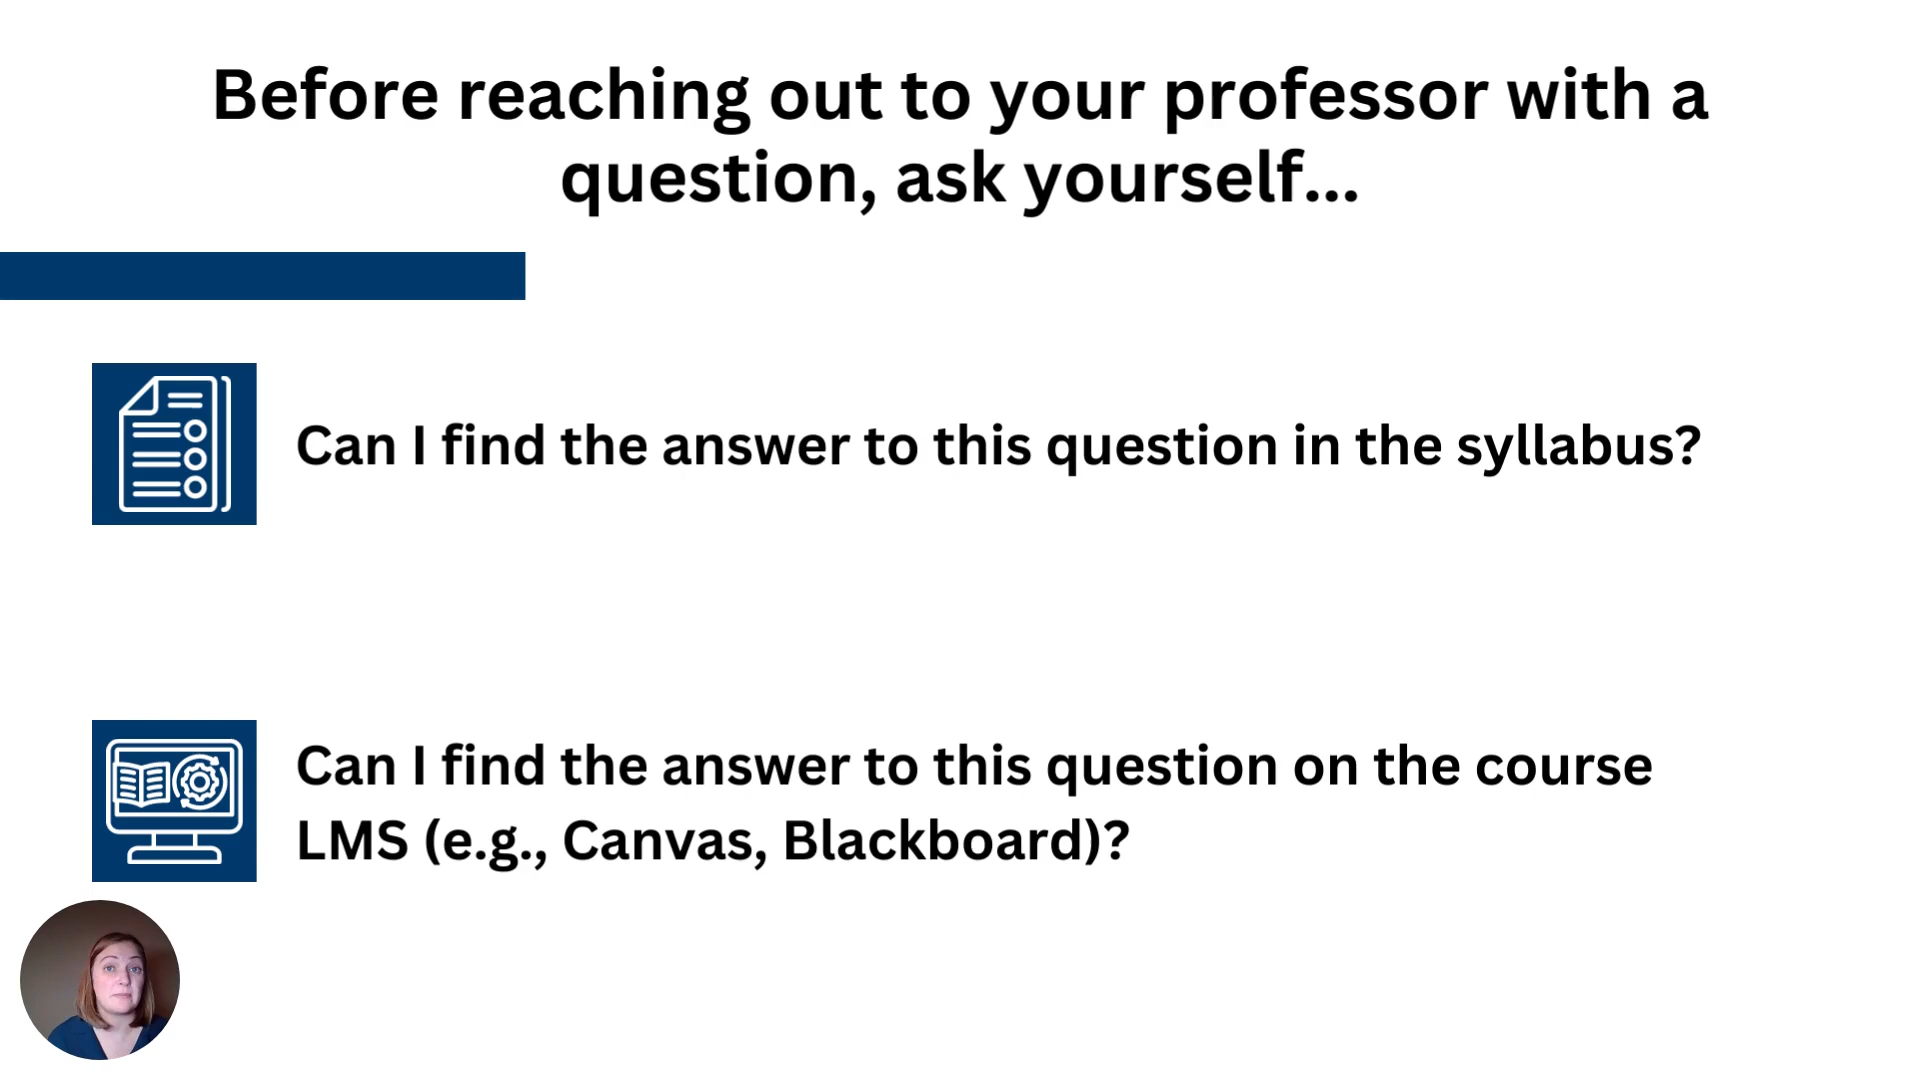 Before reaching out to your professor with a
question, ask yourself...
Can I find the answer to this question in the syllabus?
Can I find the answer to this question on the course
LMS (e.g., Canvas, Blackboard)?